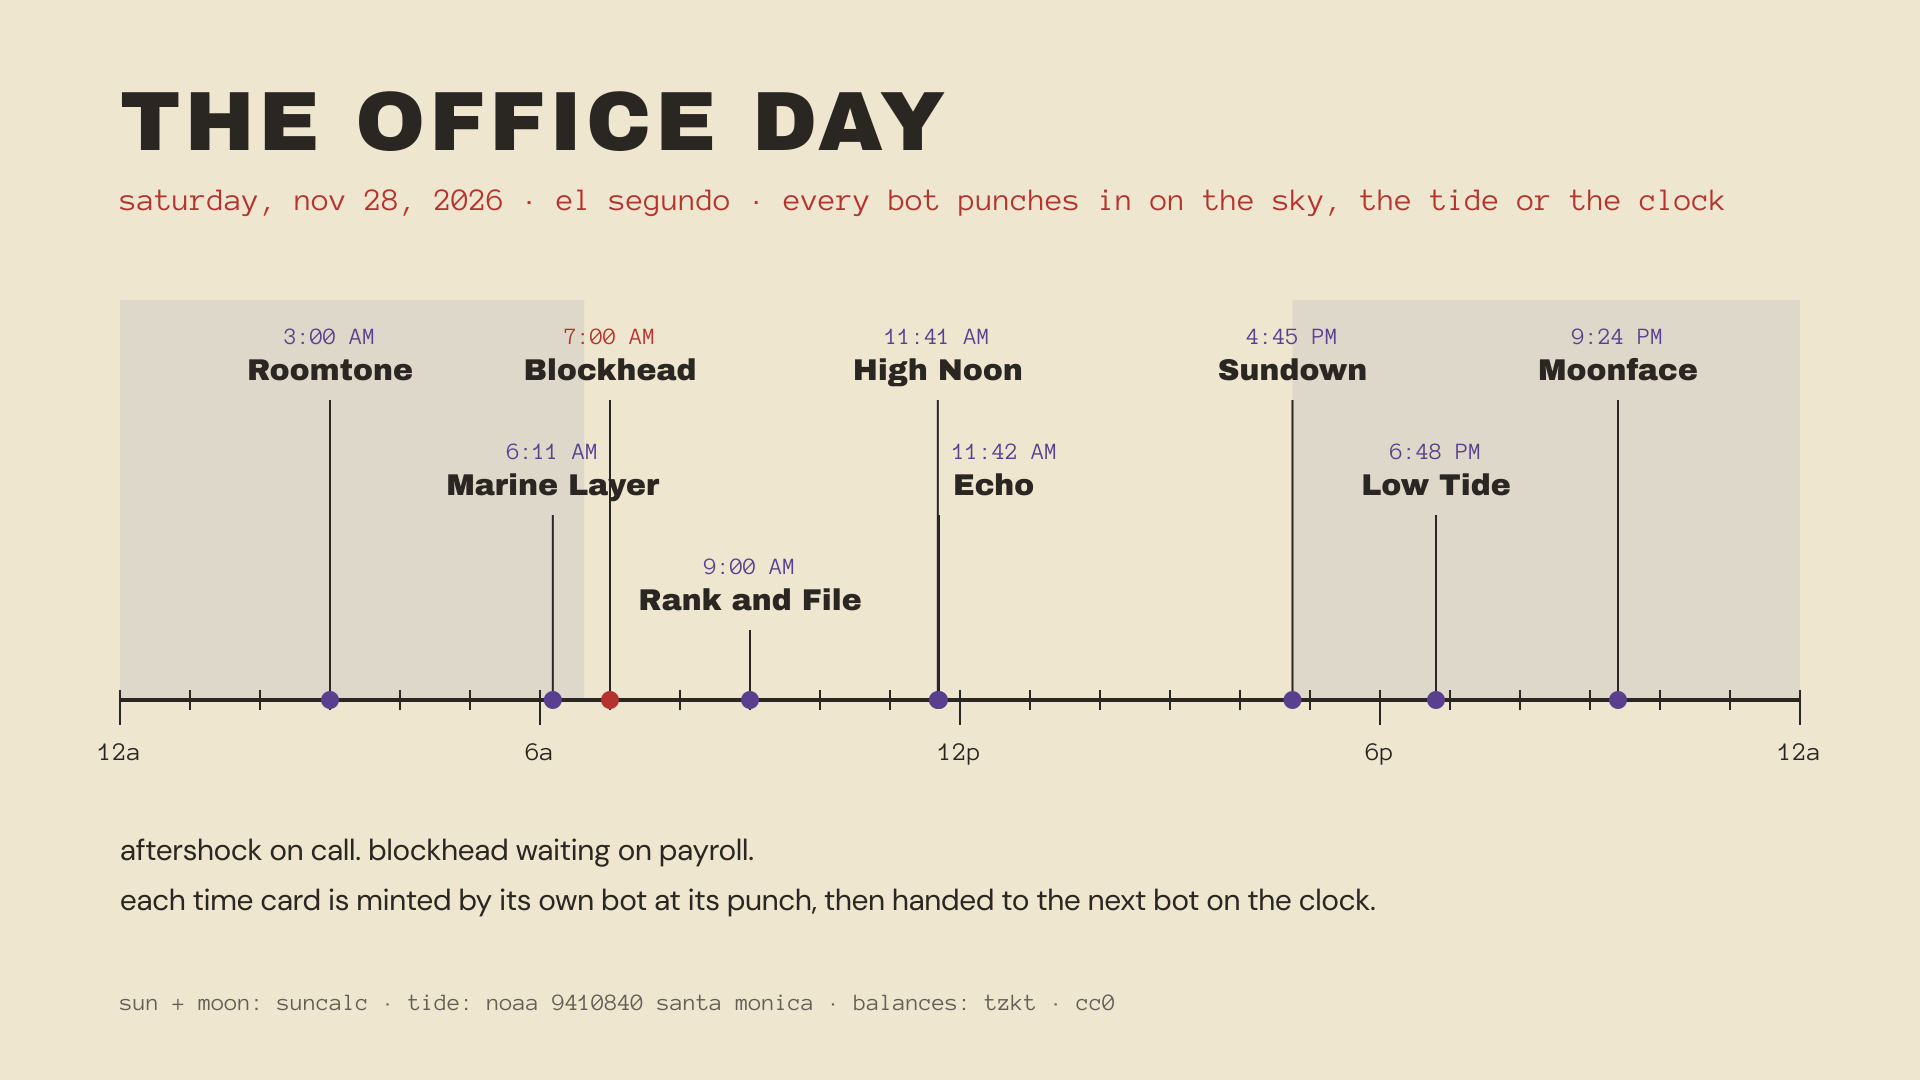 THE OFFICE DAY
saturday, nov 28, 2026 · el segundo · every bot punches in on the sky, the tide or the clock
3:00 AM
Roomtone
7:00 AM
Blockhead
11:41 AM
High Noon
4:45 PM
Sundown
9:24 PM
Moonface
6:11 AM
Marine Layer
11:42 AM
Echo
6:48 PM
Low Tide
9:00 AM
Rank and File
12a
6a
12p
6p
12a
aftershock on call. blockhead waiting on payroll.
each time card is minted by its own bot at its punch, then handed to the next bot on the clock.
sun + moon: suncalc · tide: noaa 9410840 santa monica · balances: tzkt · cc0